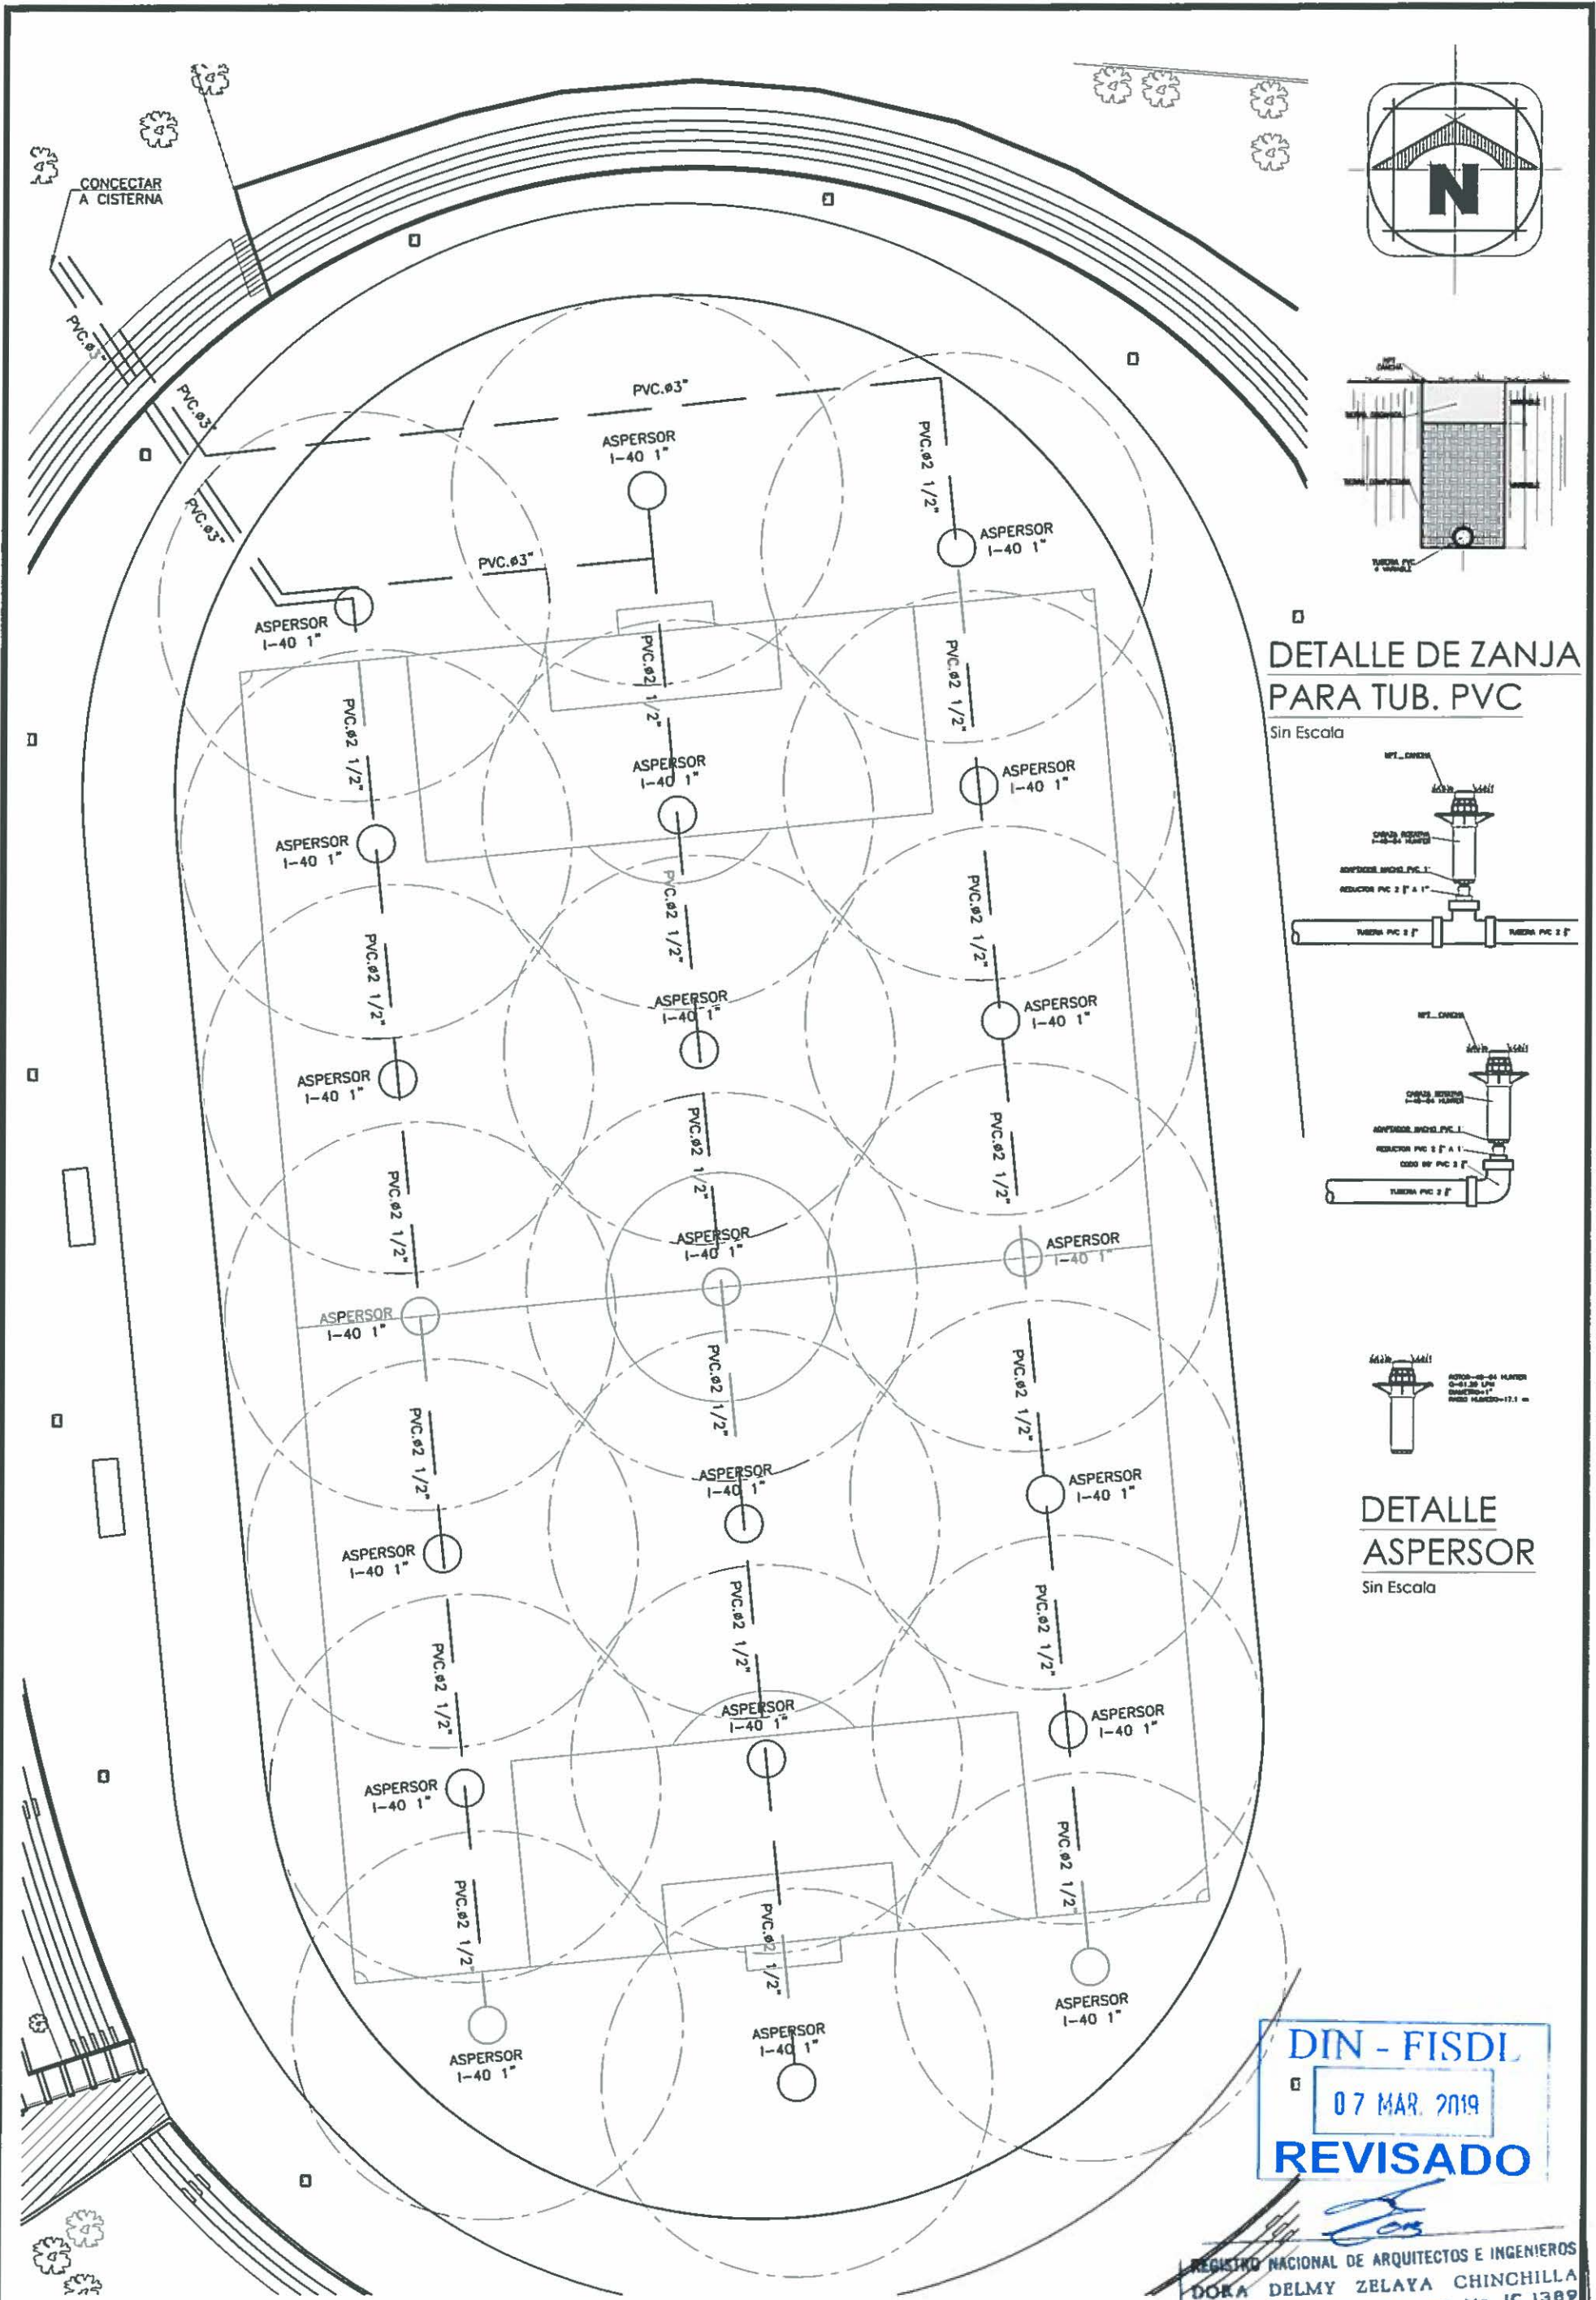 CONCECTAR
A CISTERNA
N
PVC.ø3"
PVC.ø3"
PVC.ø3"
PVC.ø3"
PVC.ø3"
ASPERSOR
I-40 1"
PVC.ø2 1/2"
ASPERSOR
I-40 1"
ASPERSOR
I-40 1"
PVC.ø2 1/2"
PVC.ø2 1/2"
PVC.ø2 1/2"
ASPERSOR
I-40 1"
ASPERSOR
I-40 1"
ASPERSOR
I-40 1"
PVC.ø2 1/2"
PVC.ø2 1/2"
PVC.ø2 1/2"
ASPERSOR
I-40 1"
ASPERSOR
I-40 1"
ASPERSOR
I-40 1"
PVC.ø2 1/2"
PVC.ø2 1/2"
PVC.ø2 1/2"
ASPERSOR
I-40 1"
ASPERSOR
I-40 1"
ASPERSOR
I-40 1"
PVC.ø2 1/2"
PVC.ø2 1/2"
PVC.ø2 1/2"
ASPERSOR
I-40 1"
ASPERSOR
I-40 1"
ASPERSOR
I-40 1"
PVC.ø2 1/2"
PVC.ø2 1/2"
PVC.ø2 1/2"
ASPERSOR
I-40 1"
ASPERSOR
I-40 1"
ASPERSOR
I-40 1"
PVC.ø2 1/2"
PVC.ø2 1/2"
PVC.ø2 1/2"
ASPERSOR
I-40 1"
ASPERSOR
I-40 1"
ASPERSOR
I-40 1"
DETALLE DE ZANJA
PARA TUB. PVC
Sin Escala
DETALLE
ASPERSOR
Sin Escala
DIN - FISDL
07 MAR. 2019
REVISADO
REGISTRO NACIONAL DE ARQUITECTOS E INGENIEROS
DORA DELMY ZELAYA CHINCHILLA